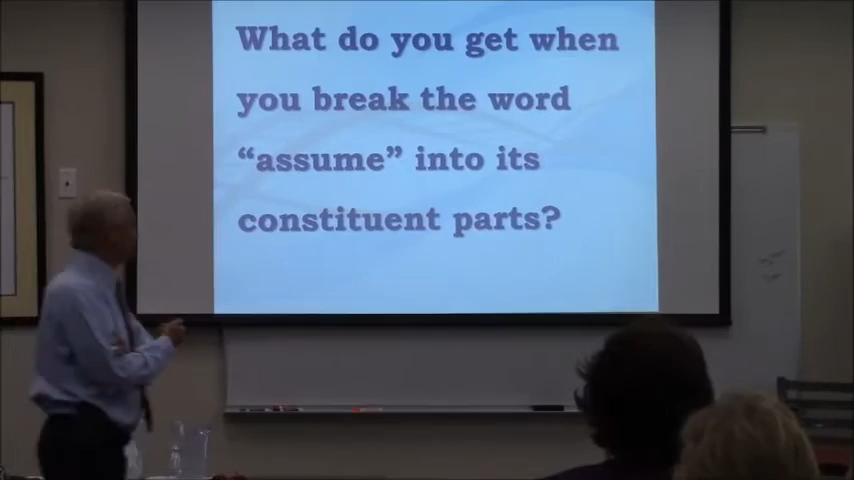 What do you get when
you break the word
“assume” into its
constituent parts?